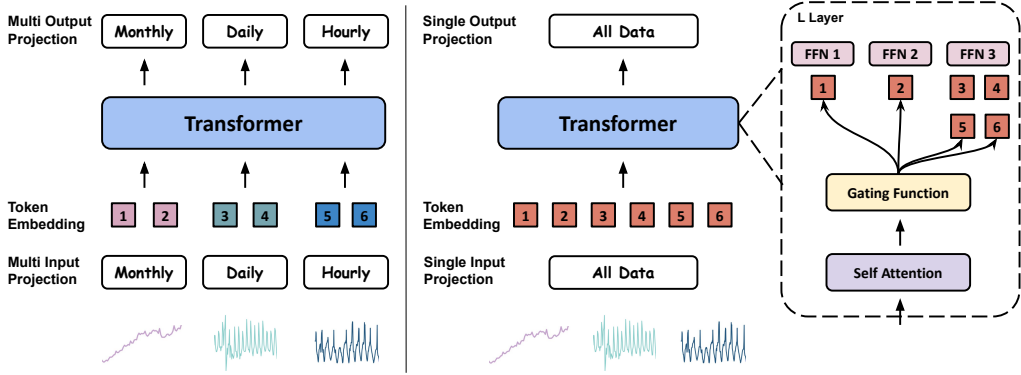 Multi Output
Projection
Monthly
Daily
Hourly
Transformer
Token
Embedding
1
2
3
4
5
6
Multi Input
Projection
Monthly
Daily
Hourly
Single Output
Projection
All Data
Transformer
Token
Embedding
1
2
3
4
5
6
Single Input
Projection
All Data
L Layer
FFN 1
FFN 2
FFN 3
1
2
3
4
5
6
Gating Function
Self Attention